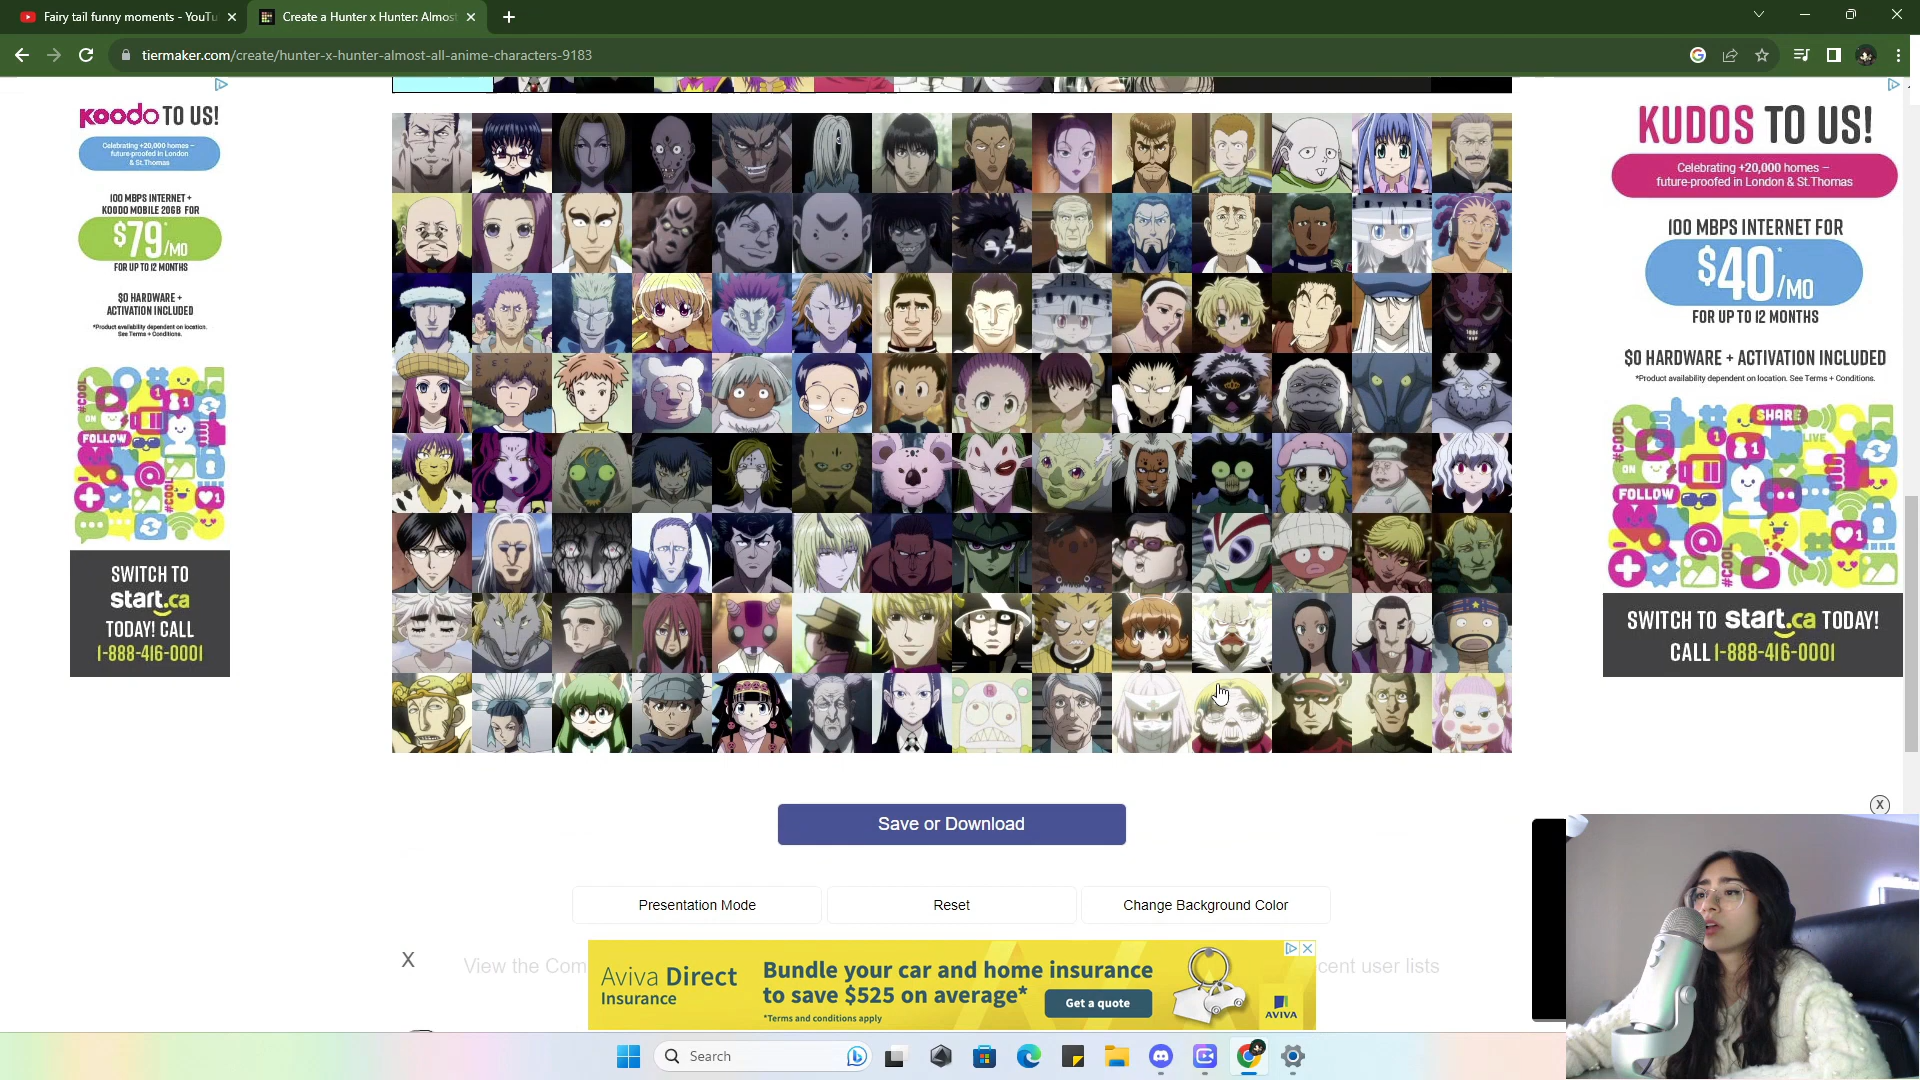 Fairy tail funny moments - YouTu
Create a Hunter x Hunter: Almost
tiermaker.com/create/hunter-x-hunter-almost-all-anime-characters-9183
koodo TO US!
Celebrating +20,000 homes –
future-proofed in London
& St.Thomas
100 MBPS INTERNET +
KOODO MOBILE 20GB FOR
$79*/MO
FOR UP TO 12 MONTHS
$0 HARDWARE +
ACTIVATION INCLUDED
*Product availability dependent on location.
See Terms + Conditions.
#COOL
ON
FOLLOW
#COOL
SWITCH TO
start.ca
TODAY! CALL
1-888-416-0001
KUDOS TO US!
Celebrating +20,000 homes –
future-proofed in London & St.Thomas
100 MBPS INTERNET FOR
$40*/MO
FOR UP TO 12 MONTHS
$0 HARDWARE + ACTIVATION INCLUDED
*Product availability dependent on location. See Terms + Conditions.
SHARE
#COOL
LIVE
ON
FOLLOW
#COOL
SWITCH TO start.ca TODAY!
CALL 1-888-416-0001
Save or Download
Presentation Mode
Reset
Change Background Color
X
View the Com
cent user lists
Aviva Direct
Insurance
Bundle your car and home insurance
to save $525 on average*
*Terms and conditions apply
Get a quote
AVIVA
Search